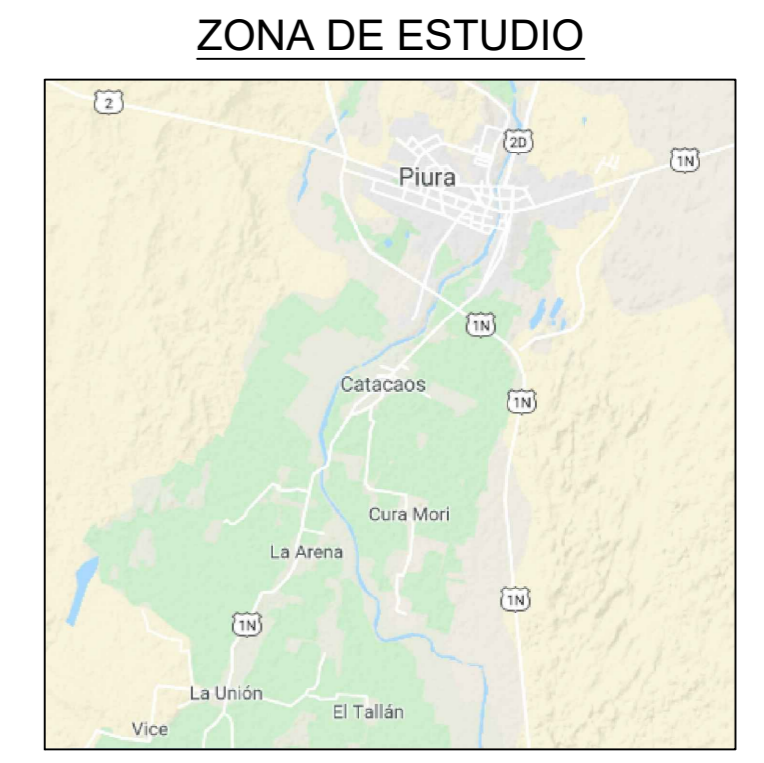 ZONA DE ESTUDIO
2
2D
1N
Piura
1N
Catacaos
1N
Cura Mori
La Arena
1N
1N
La Unión
El Tallán
Vice